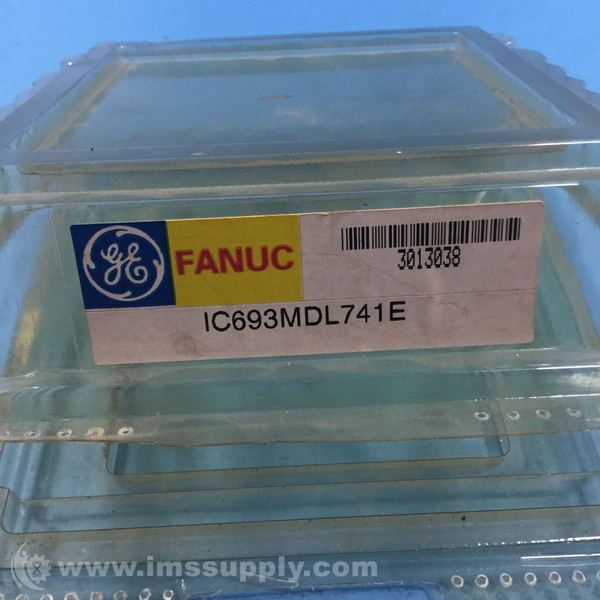 GE FANUC
3013038
IC693MDL741E
www.imssupply.com